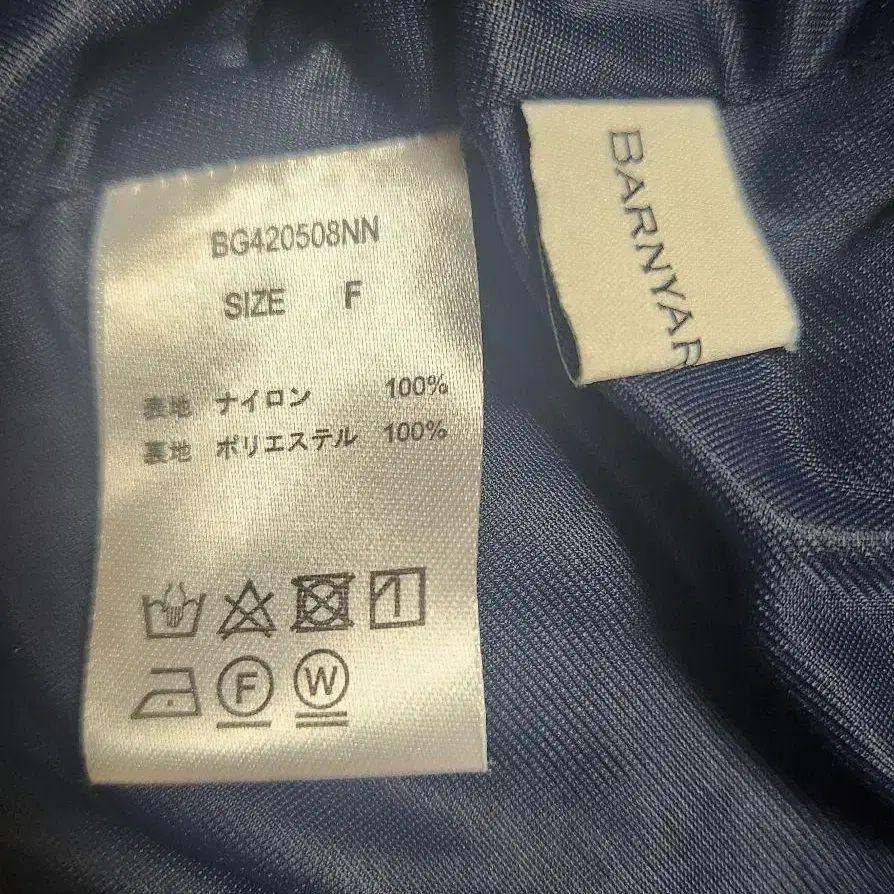 BG420508NN
SIZE F
表地 ナイロン 100%
裏地 ポリエステル 100%
F W
BARNYAR